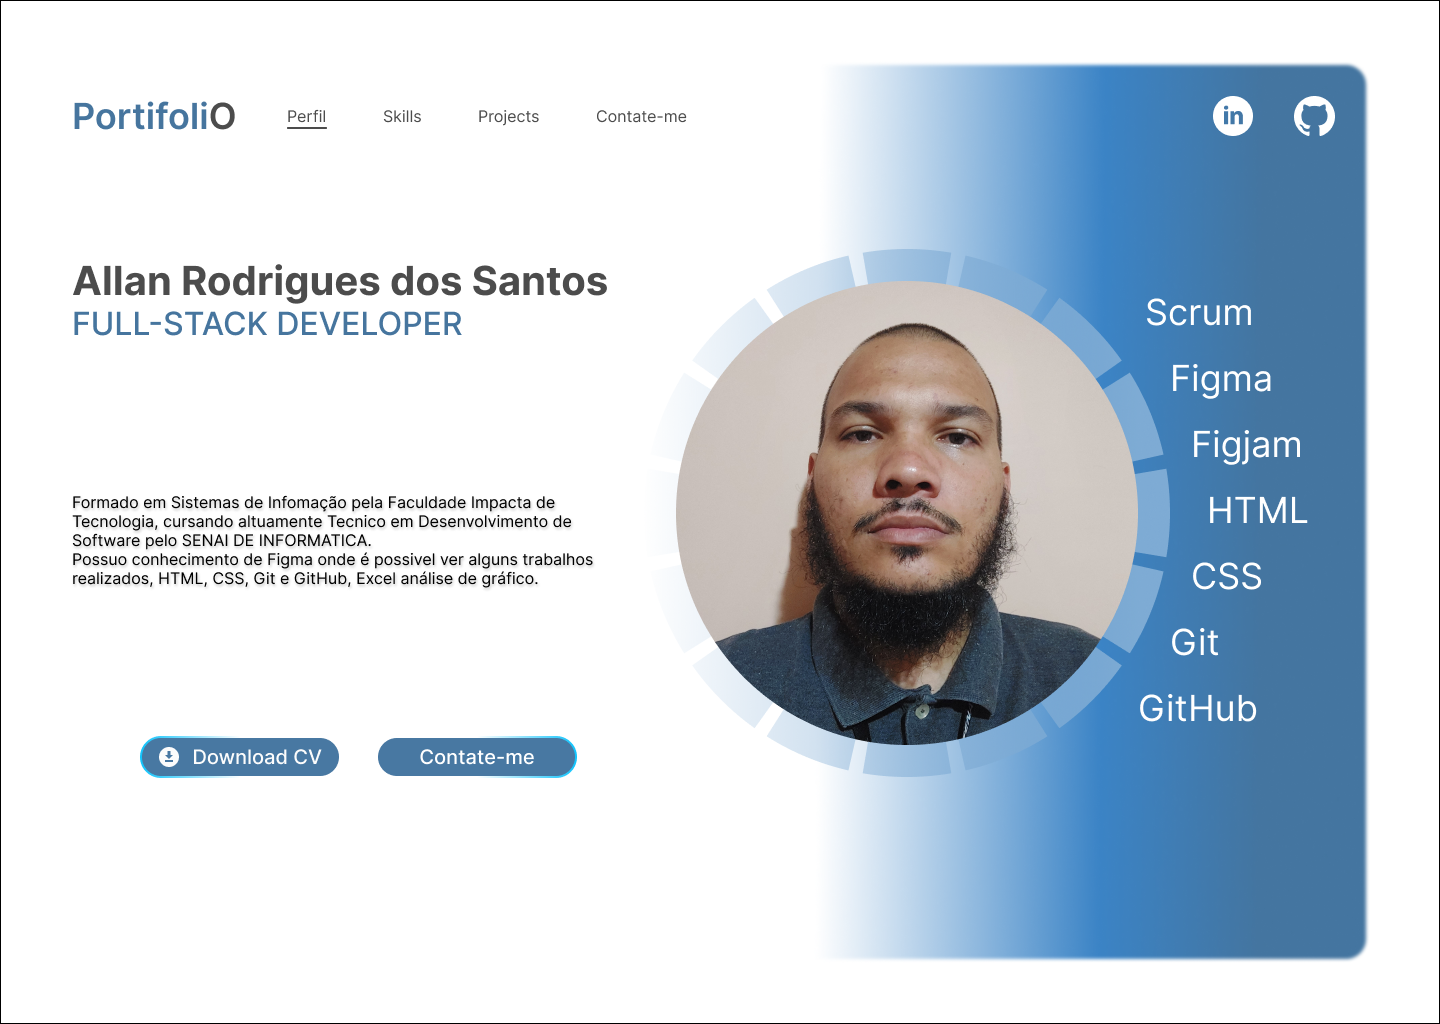 PortifoliO
Perfil
Skills
Projects
Contate-me
in
Allan Rodrigues dos Santos
FULL-STACK DEVELOPER
Scrum
Figma
Figjam
HTML
CSS
Git
GitHub
Formado em Sistemas de Infomação pela Faculdade Impacta de
Tecnologia, cursando altuamente Tecnico em Desenvolvimento de
Software pelo SENAI DE INFORMATICA.
Possuo conhecimento de Figma onde é possivel ver alguns trabalhos
realizados, HTML, CSS, Git e GitHub, Excel análise de gráfico.
Download CV
Contate-me